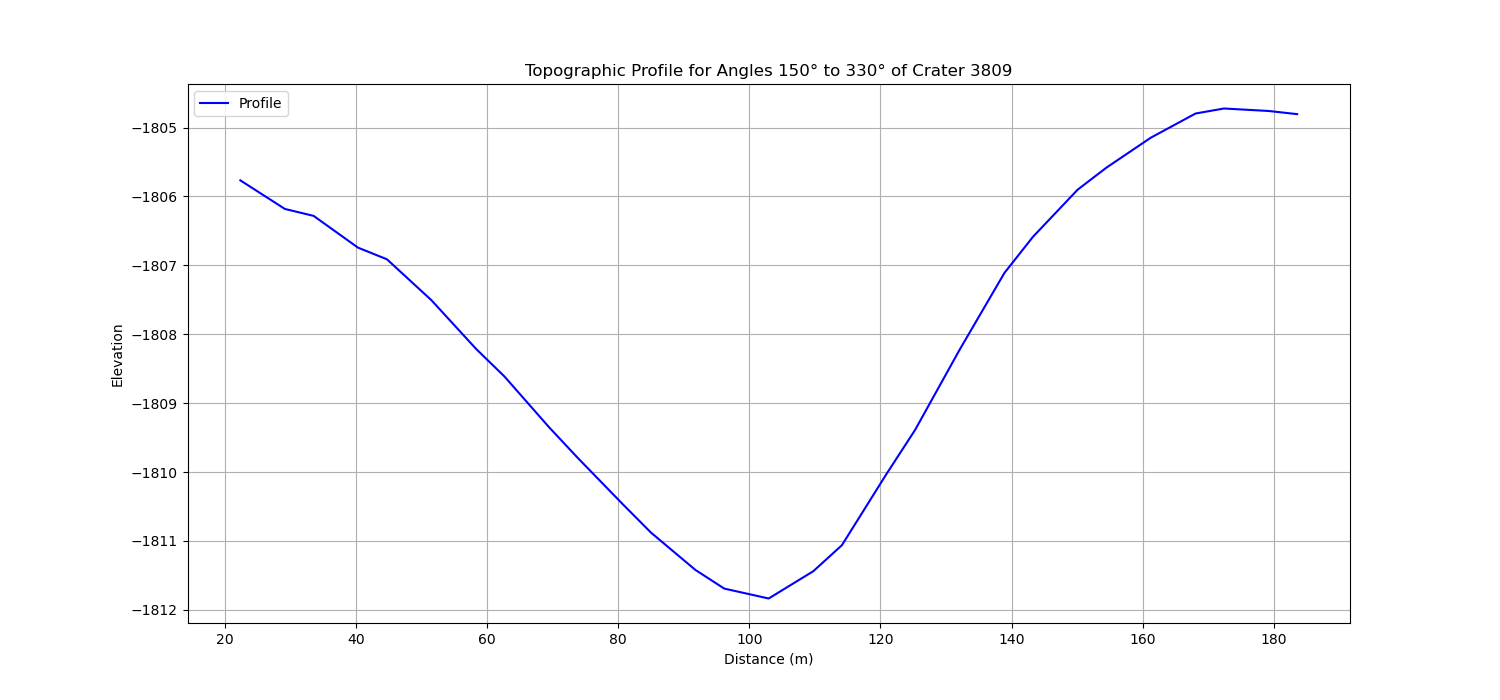 Topographic Profile for Angles 150° to 330° of Crater 3809
Profile
−1805
−1806
−1807
−1808
−1809
−1810
−1811
−1812
Elevation
20 40 60 80 100 120 140 160 180
Distance (m)